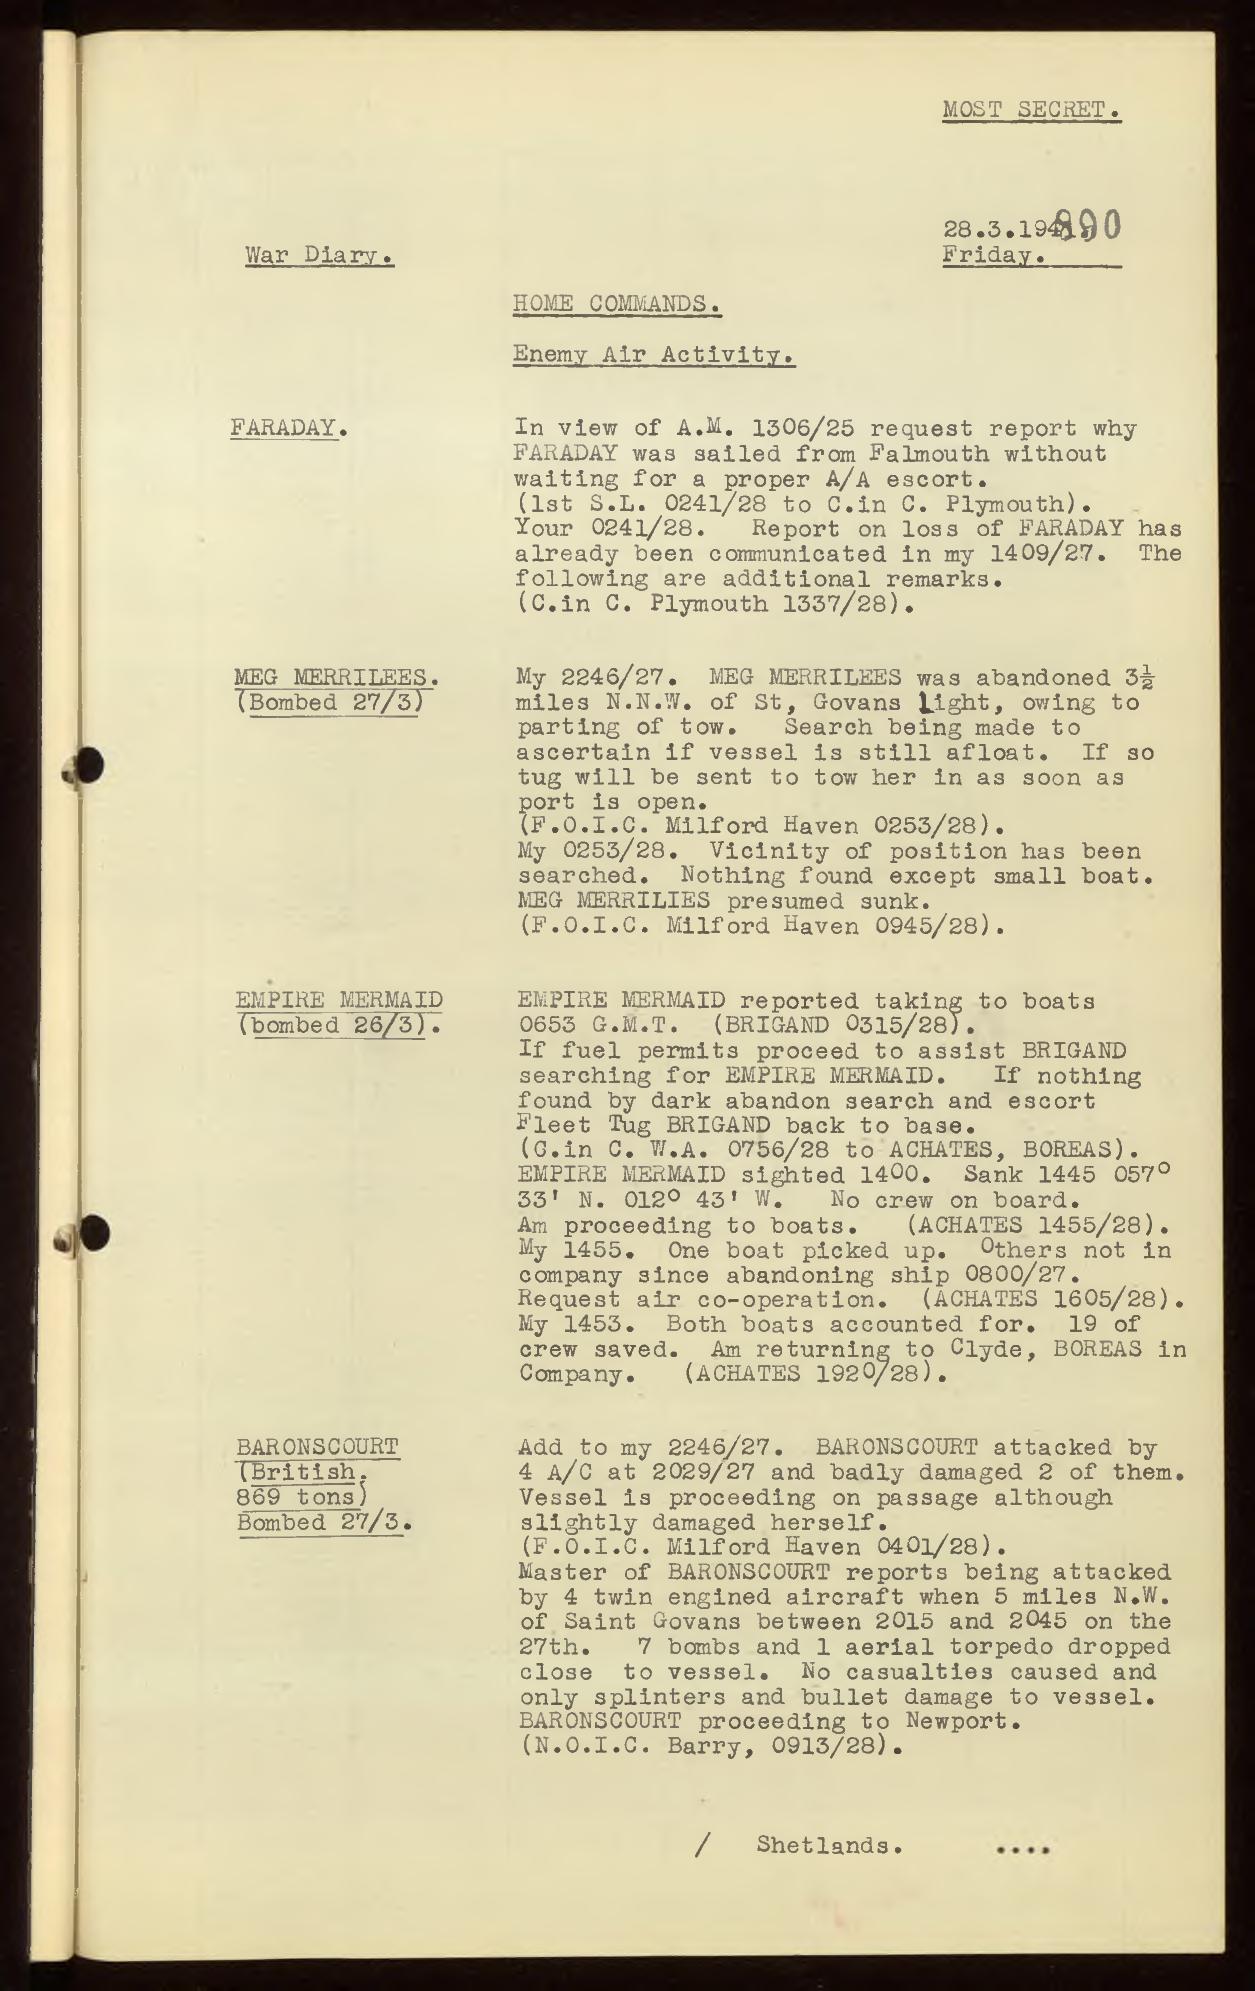 MOST SECRET.
28.3.1941.
890
War Diary.
Friday.
HOME COMMANDS.
Enemy Air Activity.
FARADAY.
In view of A.M. 1306/25 request report why
FARADAY was sailed from Falmouth without
waiting for a proper A/A escort.
(1st S.L. 0241/28 to C.in C. Plymouth).
Your 0241/28. Report on loss of FARADAY has
already been communicated in my 1409/27. The
following are additional remarks.
(C.in C. Plymouth 1337/28).
MEG MERRILEES.
(Bombed 27/3)
My 2246/27. MEG MERRILEES was abandoned 3½
miles N.N.W. of St, Govans Light, owing to
parting of tow. Search being made to
ascertain if vessel is still afloat. If so
tug will be sent to tow her in as soon as
port is open.
(F.O.I.C. Milford Haven 0253/28).
My 0253/28. Vicinity of position has been
searched. Nothing found except small boat.
MEG MERRILIES presumed sunk.
(F.O.I.C. Milford Haven 0945/28).
EMPIRE MERMAID
(bombed 26/3).
EMPIRE MERMAID reported taking to boats
0653 G.M.T. (BRIGAND 0315/28).
If fuel permits proceed to assist BRIGAND
searching for EMPIRE MERMAID. If nothing
found by dark abandon search and escort
Fleet Tug BRIGAND back to base.
(C.in C. W.A. 0756/28 to ACHATES, BOREAS).
EMPIRE MERMAID sighted 1400. Sank 1445 057°
33' N. 012° 43' W. No crew on board.
Am proceeding to boats. (ACHATES 1455/28).
My 1455. One boat picked up. Others not in
company since abandoning ship 0800/27.
Request air co-operation. (ACHATES 1605/28).
My 1453. Both boats accounted for. 19 of
crew saved. Am returning to Clyde, BOREAS in
Company. (ACHATES 1920/28).
BARONSCOURT
(British.
869 tons)
Bombed 27/3.
Add to my 2246/27. BARONSCOURT attacked by
4 A/C at 2029/27 and badly damaged 2 of them.
Vessel is proceeding on passage although
slightly damaged herself.
(F.O.I.C. Milford Haven 0401/28).
Master of BARONSCOURT reports being attacked
by 4 twin engined aircraft when 5 miles N.W.
of Saint Govans between 2015 and 2045 on the
27th. 7 bombs and 1 aerial torpedo dropped
close to vessel. No casualties caused and
only splinters and bullet damage to vessel.
BARONSCOURT proceeding to Newport.
(N.O.I.C. Barry, 0913/28).
/ Shetlands. ....